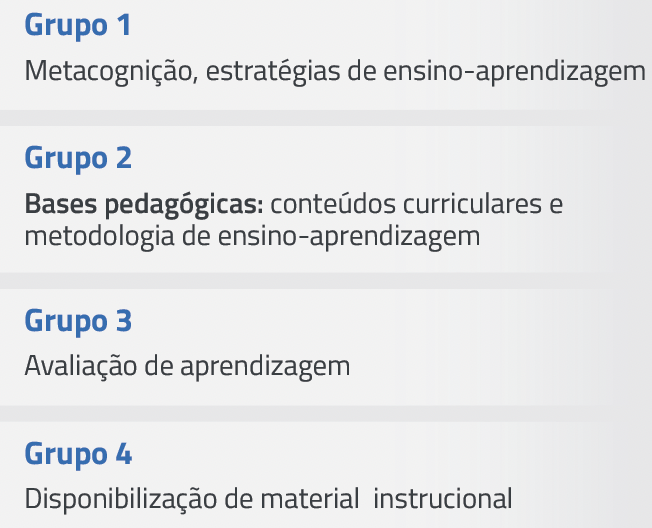 Grupo 1
Metacognição, estratégias de ensino-aprendizagem
Grupo 2
Bases pedagógicas: conteúdos curriculares e
metodologia de ensino-aprendizagem
Grupo 3
Avaliação de aprendizagem
Grupo 4
Disponibilização de material  instrucional